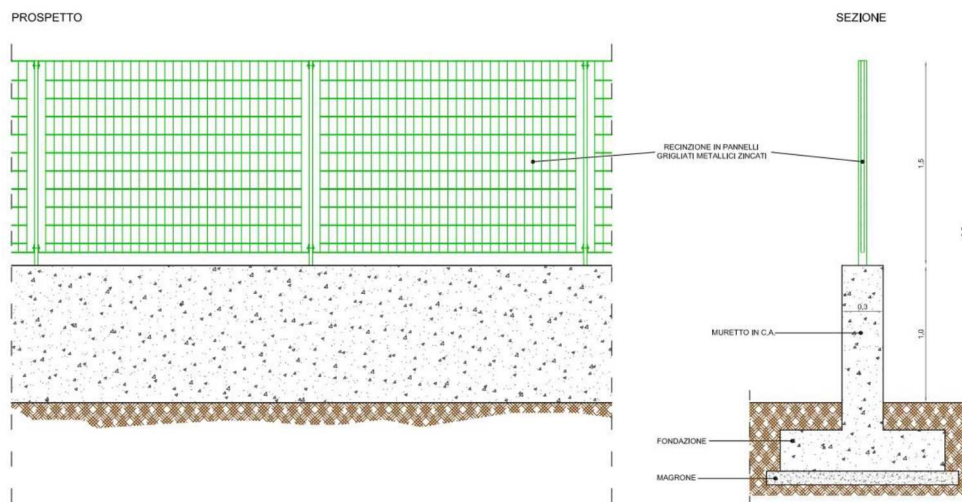 PROSPETTO
SEZIONE
RECINZIONE IN PANNELLI
GRIGLIATI METALLICI ZINCATI
1,5
0,3
MURETTO IN C.A.
1,0
FONDAZIONE
MAGRONE